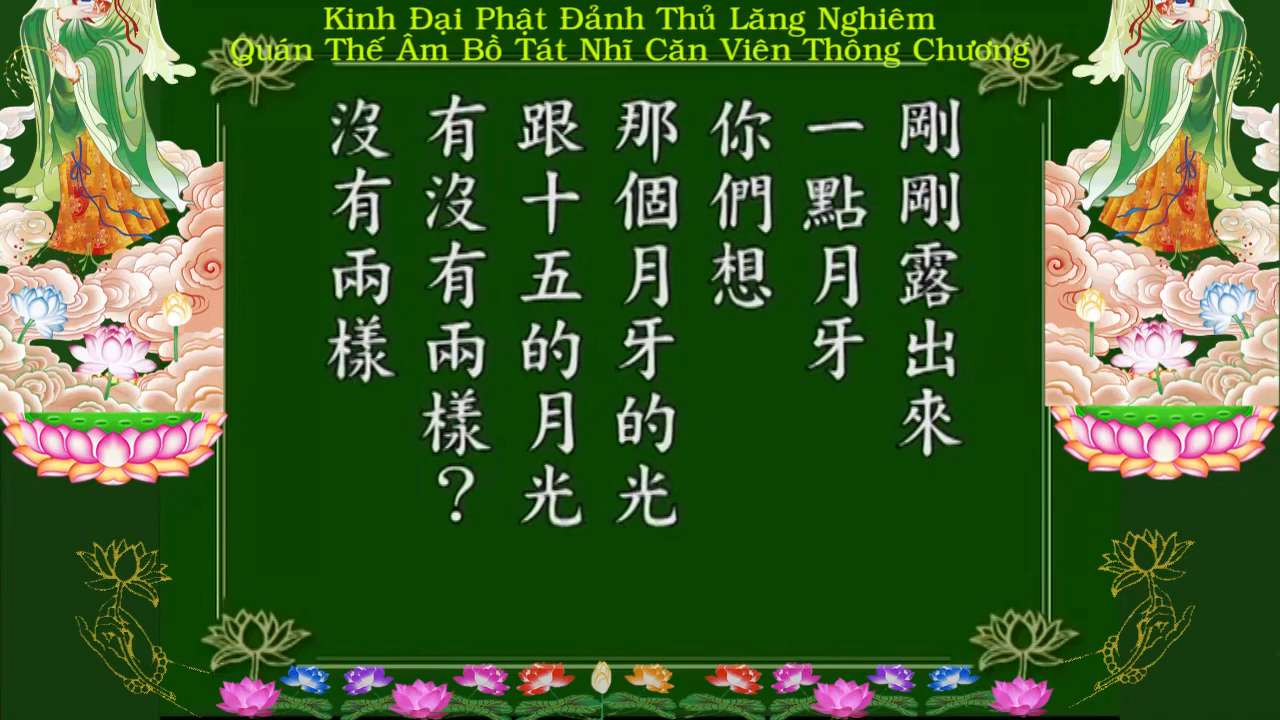 Kinh Đại Phật Đảnh Thủ Lăng Nghiêm
Quán Thế Âm Bồ Tát Nhĩ Căn Viên Thông Chương
剛剛露出來
一點月牙
你們想
那個月牙的光
跟十五的月光
有沒有兩樣？
沒有兩樣